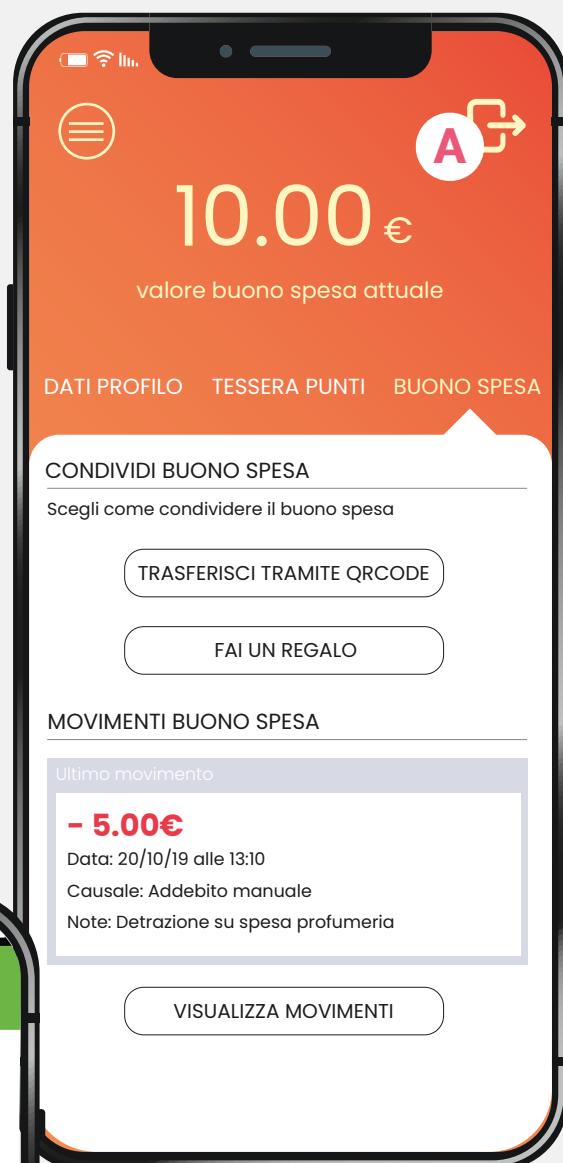 A
10.00 €
valore buono spesa attuale
DATI PROFILO TESSERA PUNTI BUONO SPESA
CONDIVIDI BUONO SPESA
Scegli come condividere il buono spesa
TRASFERISCI TRAMITE QRCODE
FAI UN REGALO
MOVIMENTI BUONO SPESA
Ultimo movimento
- 5.00€
Data: 20/10/19 alle 13:10
Causale: Addebito manuale
Note: Detrazione su spesa profumeria
VISUALIZZA MOVIMENTI